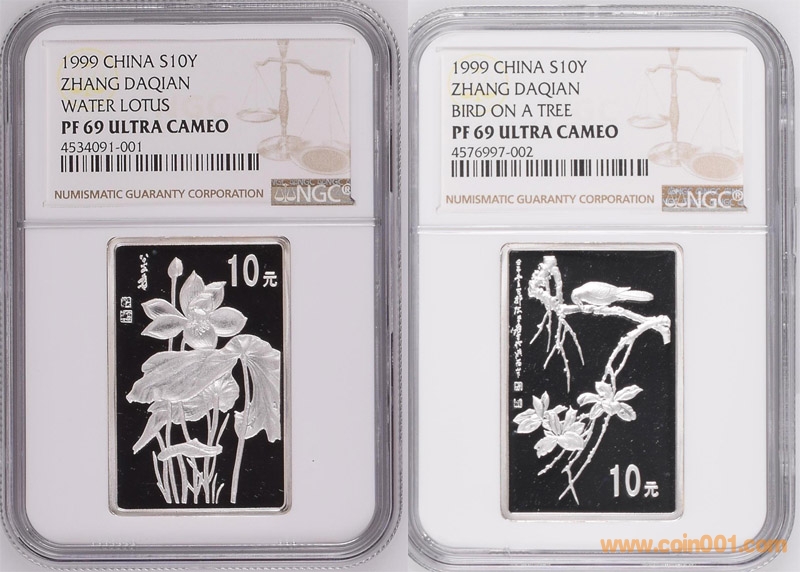 1999 CHINA S10Y
ZHANG DAQIAN
WATER LOTUS
PF 69 ULTRA CAMEO
4534091-001
NUMISMATIC GUARANTY CORPORATION
NGC®
10元
1999 CHINA S10Y
ZHANG DAQIAN
BIRD ON A TREE
PF 69 ULTRA CAMEO
4576997-002
NUMISMATIC GUARANTY CORPORATION
NGC
10元
www.coin001.com